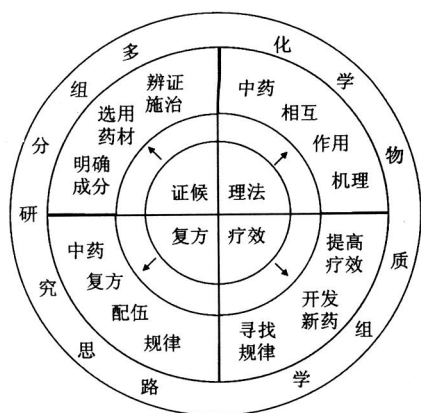 化学物质组学
多组分研究思路
辨证
施治
选用
药材
明确
成分
中药
相互
作用
机理
证候
理法
复方
疗效
中药
复方
配伍
规律
提高
疗效
开发
新药
寻找
规律